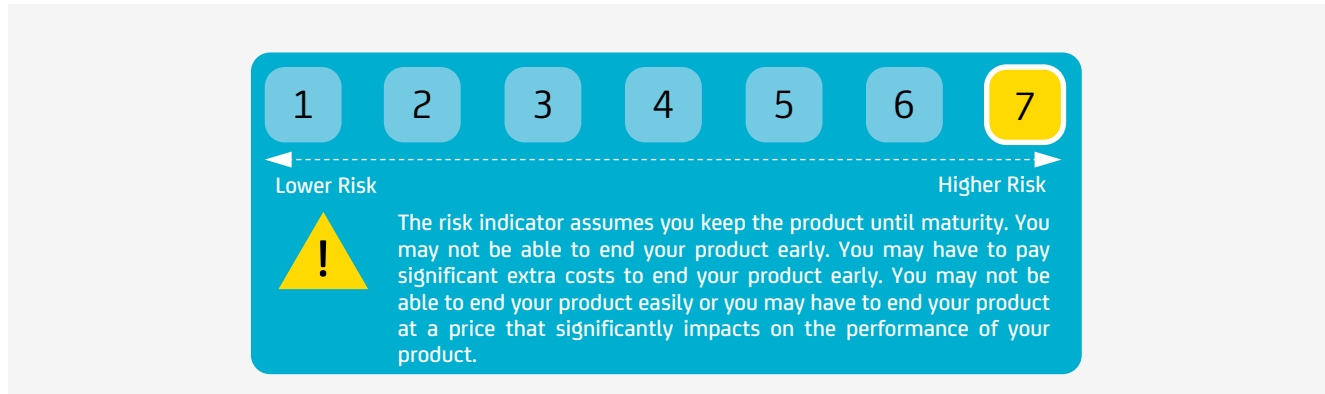 1 2 3 4 5 6 7
Lower Risk Higher Risk
!
The risk indicator assumes you keep the product until maturity. You
may not be able to end your product early. You may have to pay
significant extra costs to end your product early. You may not be
able to end your product easily or you may have to end your product
at a price that significantly impacts on the performance of your
product.